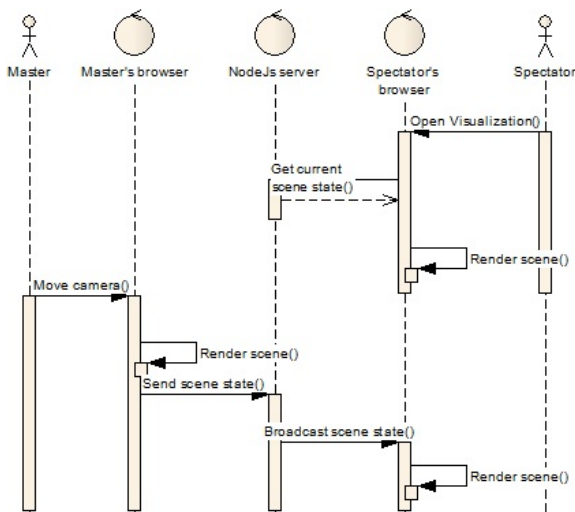 Master
Master's browser
NodeJs server
Spectator's
browser
Spectator
Open Visualization()
Get current
scene state()
Render scene()
Move camera()
Render scene()
Send scene state()
Broadcast scene state()
Render scene()